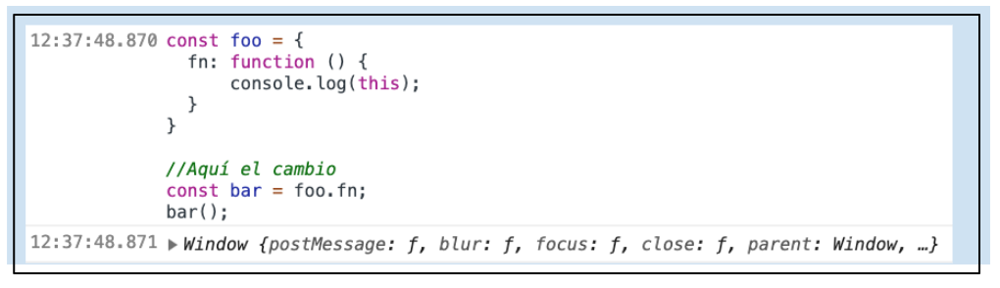 12:37:48.870 const foo = {
fn: function () {
console.log(this);
}
}
//Aquí el cambio
const bar = foo.fn;
bar();
12:37:48.871 ▶ Window {postMessage: ƒ, blur: ƒ, focus: ƒ, close: ƒ, parent: Window, …}